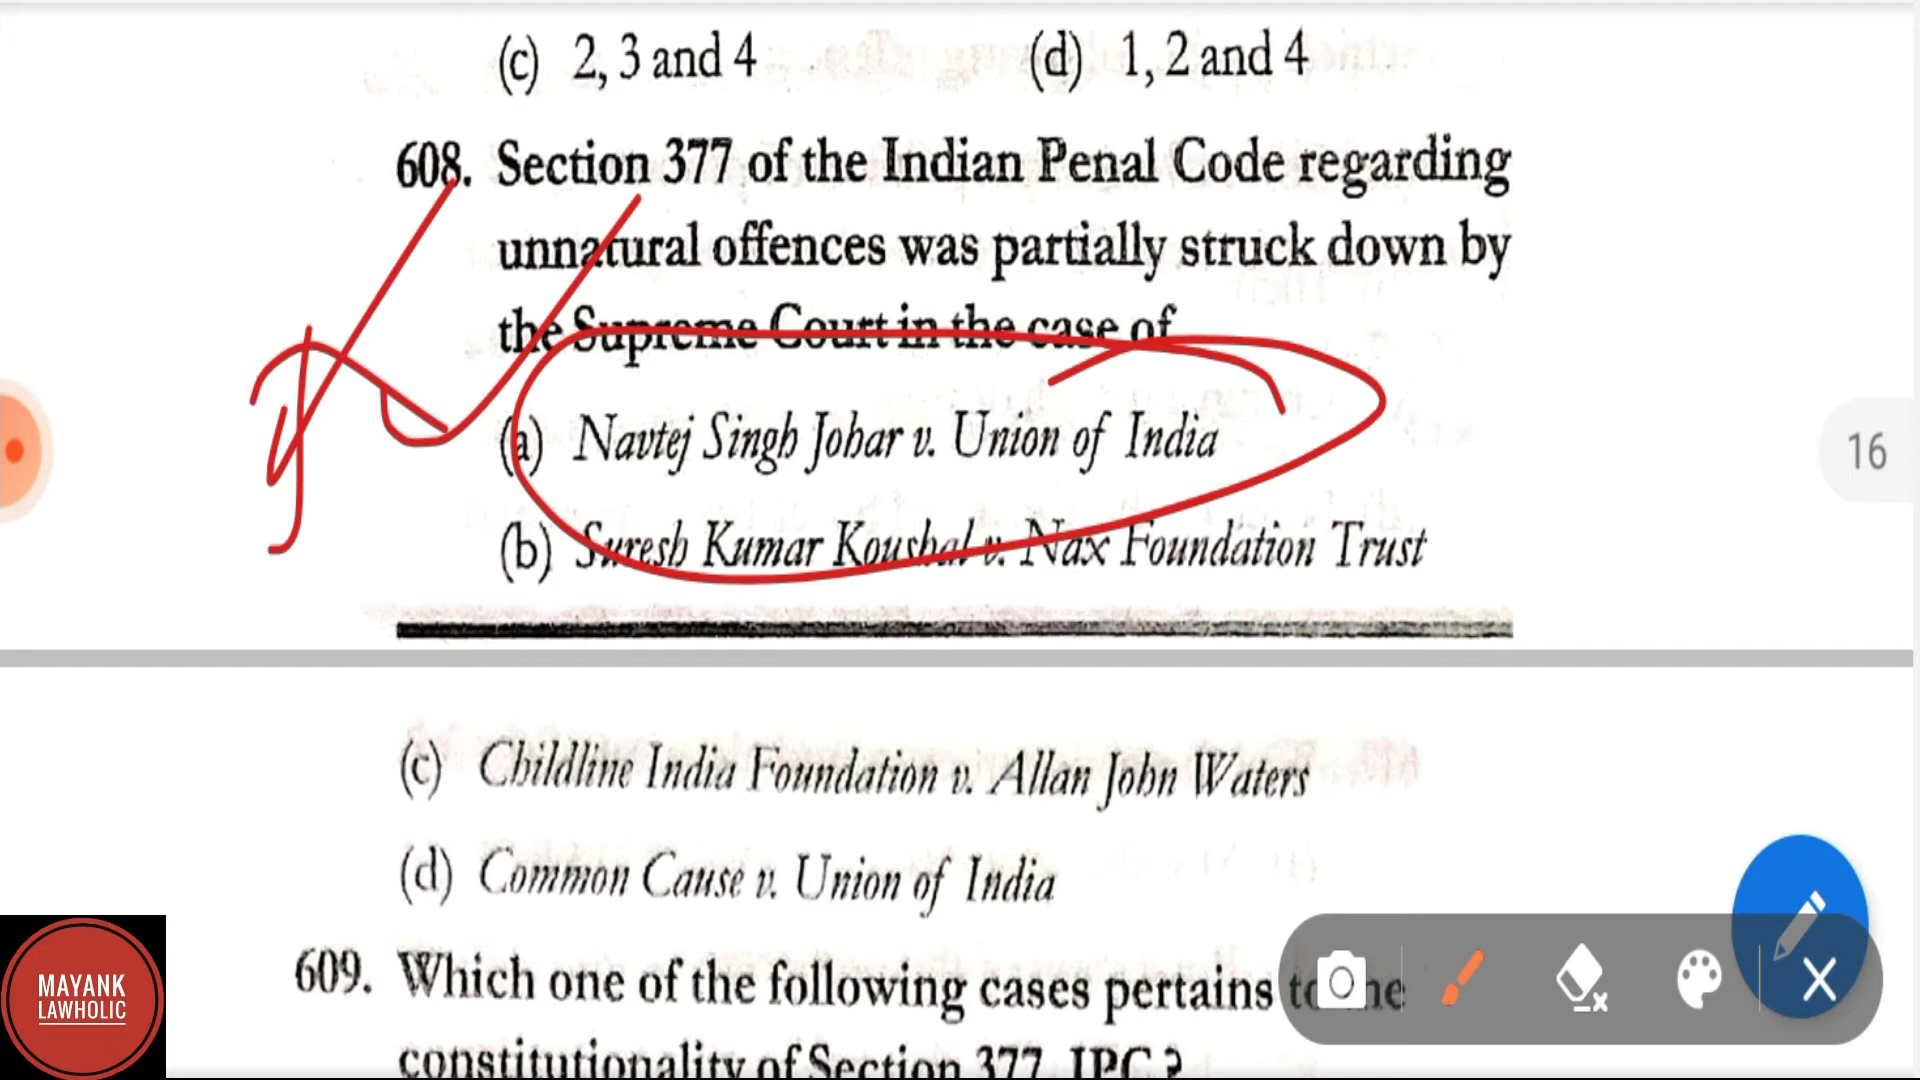 (c) 2, 3 and 4 (d) 1, 2 and 4
608. Section 377 of the Indian Penal Code regarding
unnatural offences was partially struck down by
the Supreme Court in the case of
(a) Navtej Singh Johar v. Union of India
(b) Suresh Kumar Koushal v. Nax Foundation Trust
16
(c) Childline India Foundation v. Allan John Waters
(d) Common Cause v. Union of India
609. Which one of the following cases pertains to the
constitutionality of Section 377, IPC ?
MAYANK
LAWHOLIC